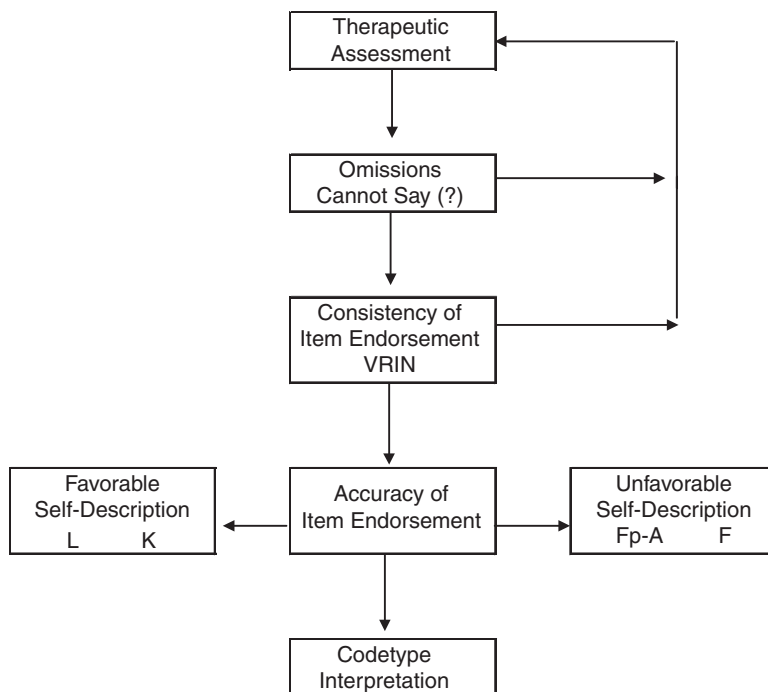 Therapeutic
Assessment
Omissions
Cannot Say (?)
Consistency of
Item Endorsement
VRIN
Favorable
Self-Description
L K
Accuracy of
Item Endorsement
Unfavorable
Self-Description
Fp-A F
Codetype
Interpretation